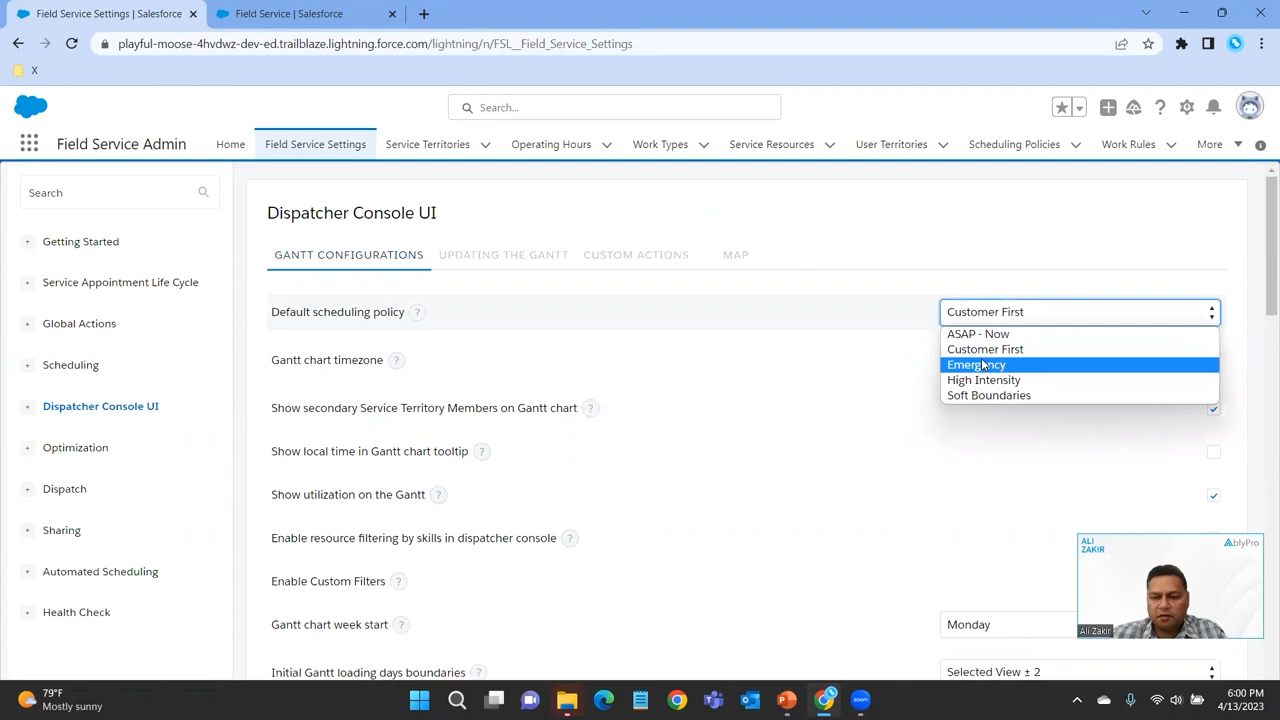 Field Service Settings | Salesforce
Field Service | Salesforce
playful-moose-4hvdwz-dev-ed.trailblaze.lightning.force.com/lightning/n/FSL__Field_Service_Settings
X
Search...
Field Service Admin
Home
Field Service Settings
Service Territories
Operating Hours
Work Types
Service Resources
User Territories
Scheduling Policies
Work Rules
More
Search
Getting Started
Service Appointment Life Cycle
Global Actions
Scheduling
Dispatcher Console UI
Optimization
Dispatch
Sharing
Automated Scheduling
Health Check
Dispatcher Console UI
GANTT CONFIGURATIONS
UPDATING THE GANTT
CUSTOM ACTIONS
MAP
Default scheduling policy ?
Customer First
ASAP - Now
Customer First
Emergency
High Intensity
Soft Boundaries
Gantt chart timezone ?
Show secondary Service Territory Members on Gantt chart ?
Show local time in Gantt chart tooltip ?
Show utilization on the Gantt ?
Enable resource filtering by skills in dispatcher console ?
Enable Custom Filters ?
Gantt chart week start ?
Monday
Initial Gantt loading days boundaries ?
Selected View ± 2
ALI
ZAKIR
AblyPro
Ali Zakir
79°F
Mostly sunny
zoom
6:00 PM
4/13/2023